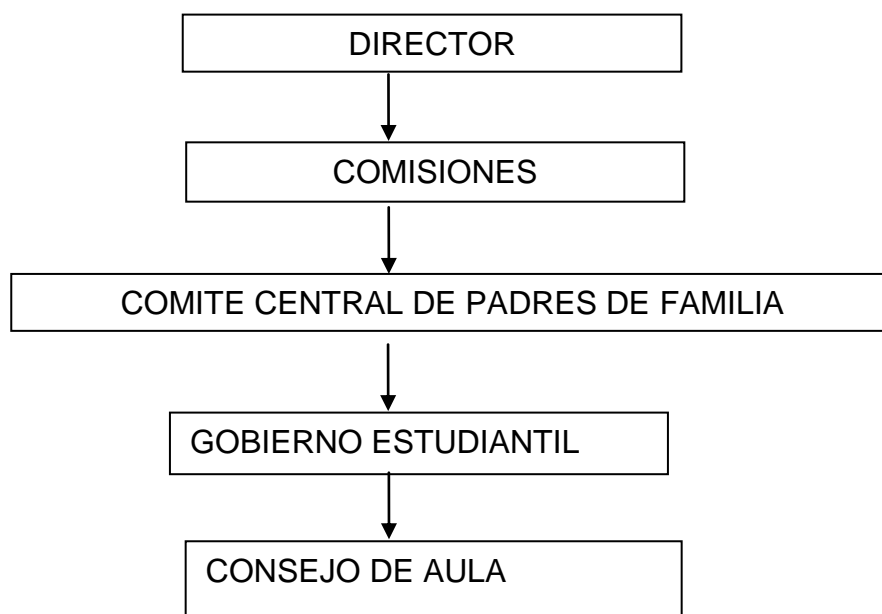 DIRECTOR
COMISIONES
COMITE CENTRAL DE PADRES DE FAMILIA
GOBIERNO ESTUDIANTIL
CONSEJO DE AULA